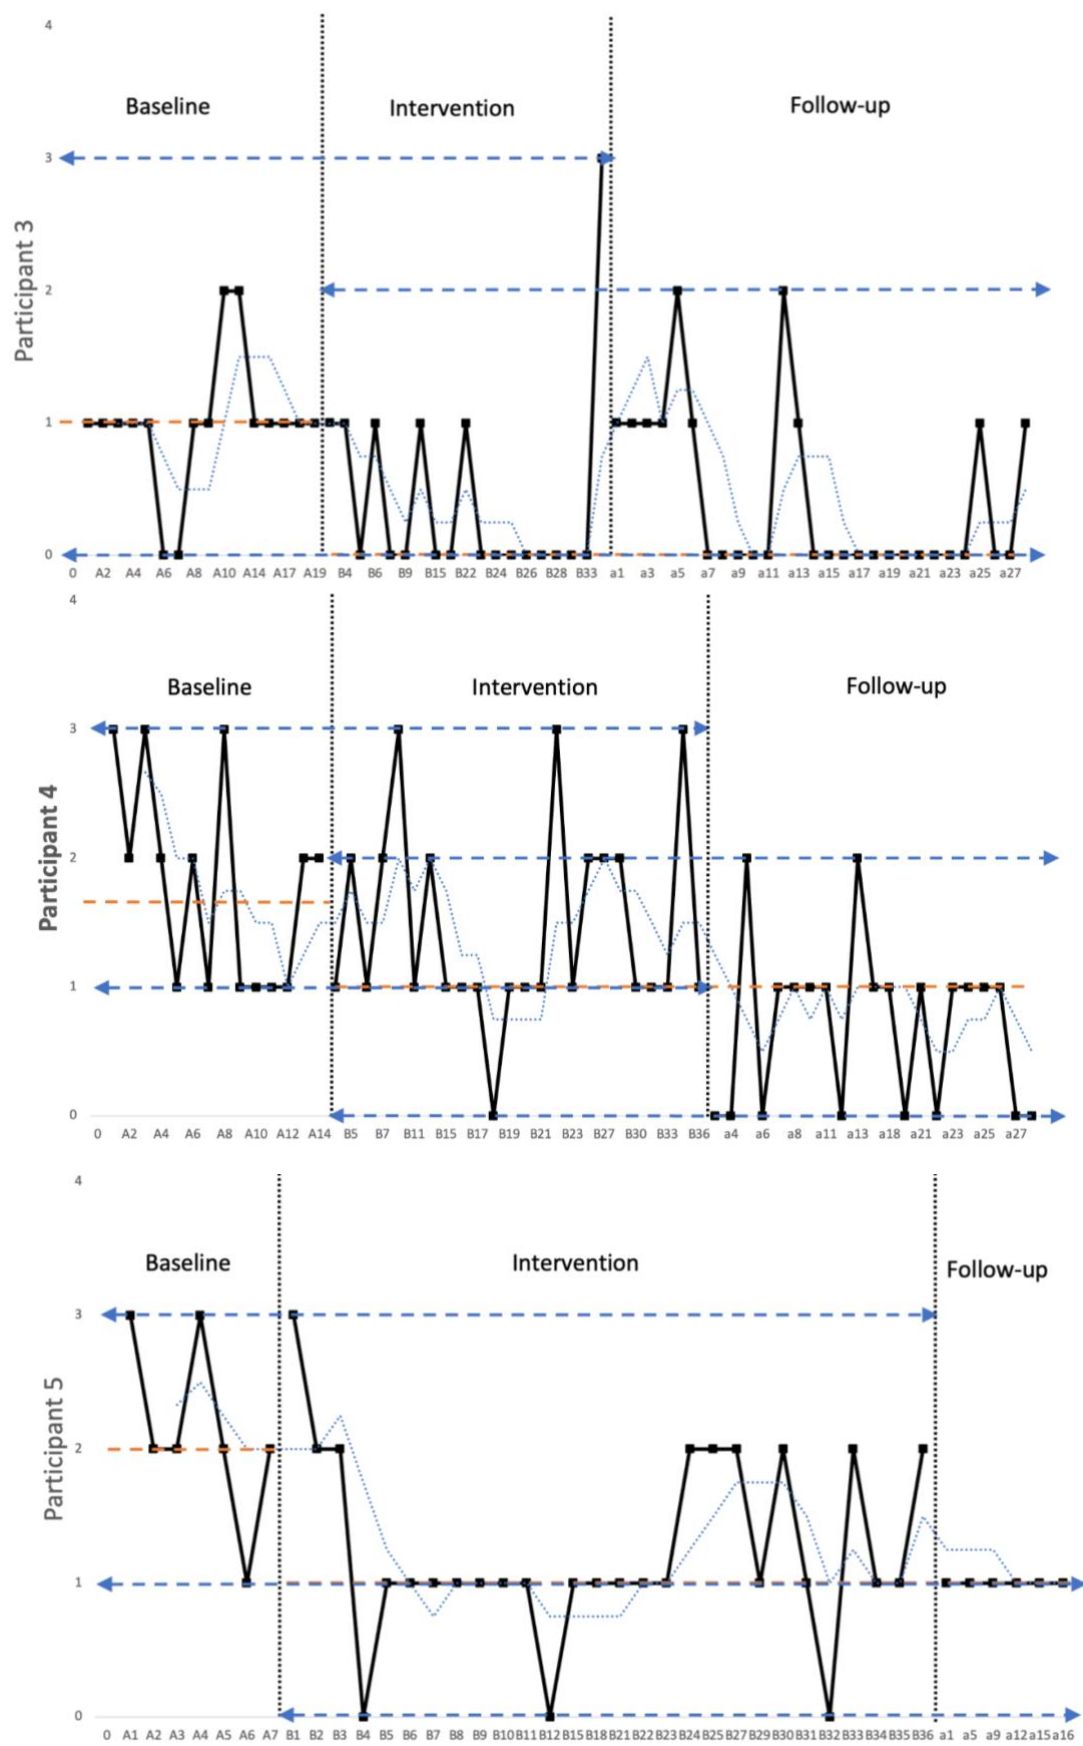 4
Baseline
Intervention
Follow-up
3
Participant 3
2
1
0
0 A2 A4 A6 A8 A10 A14 A17 A19 B4 B6 B9 B15 B22 B24 B26 B28 B33 a1 a3 a5 a7 a9 a11 a13 a15 a17 a19 a21 a23 a25 a27
4
Baseline
Intervention
Follow-up
3
Participant 4
2
1
0
0 A2 A4 A6 A8 A10 A12 A14 B5 B7 B11 B15 B17 B19 B21 B23 B27 B30 B33 B36 a4 a6 a8 a11 a13 a18 a21 a23 a25 a27
4
Baseline
Intervention
Follow-up
3
Participant 5
2
1
0
0 A1 A2 A3 A4 A5 A6 A7 B1 B2 B3 B4 B5 B6 B7 B8 B9 B10 B11 B12 B15 B18 B21 B22 B23 B24 B25 B27 B29 B30 B31 B32 B33 B34 B35 B36 a1 a5 a9 a12 a15 a16